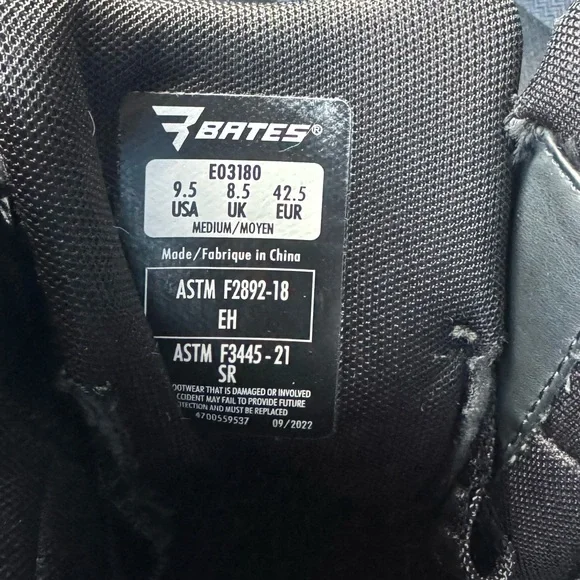 BATES®
E03180
9.5 8.5 42.5
USA UK EUR
MEDIUM/MOYEN
Made/Fabrique in China
ASTM F2892-18
EH
ASTM F3445-21
SR
OOTWEAR THAT IS DAMAGED OR INVOLVED
CCIDENT MAY FAIL TO PROVIDE FUTURE
TECTION AND MUST BE REPLACED
4700559537 09/2022